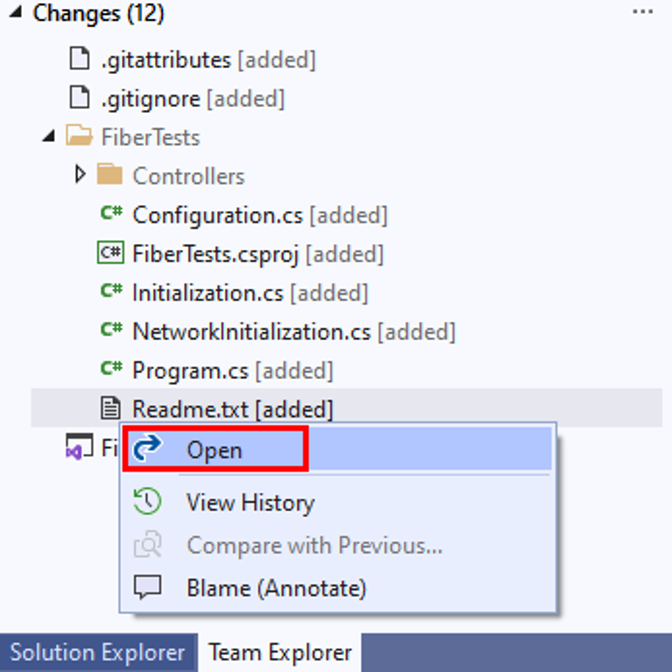 Changes (12)
...
.gitattributes [added]
.gitignore [added]
FiberTests
Controllers
C# Configuration.cs [added]
C# FiberTests.csproj [added]
C# Initialization.cs [added]
C# NetworkInitialization.cs [added]
C# Program.cs [added]
Readme.txt [added]
Fi
Open
View History
Compare with Previous...
Blame (Annotate)
Solution Explorer Team Explorer